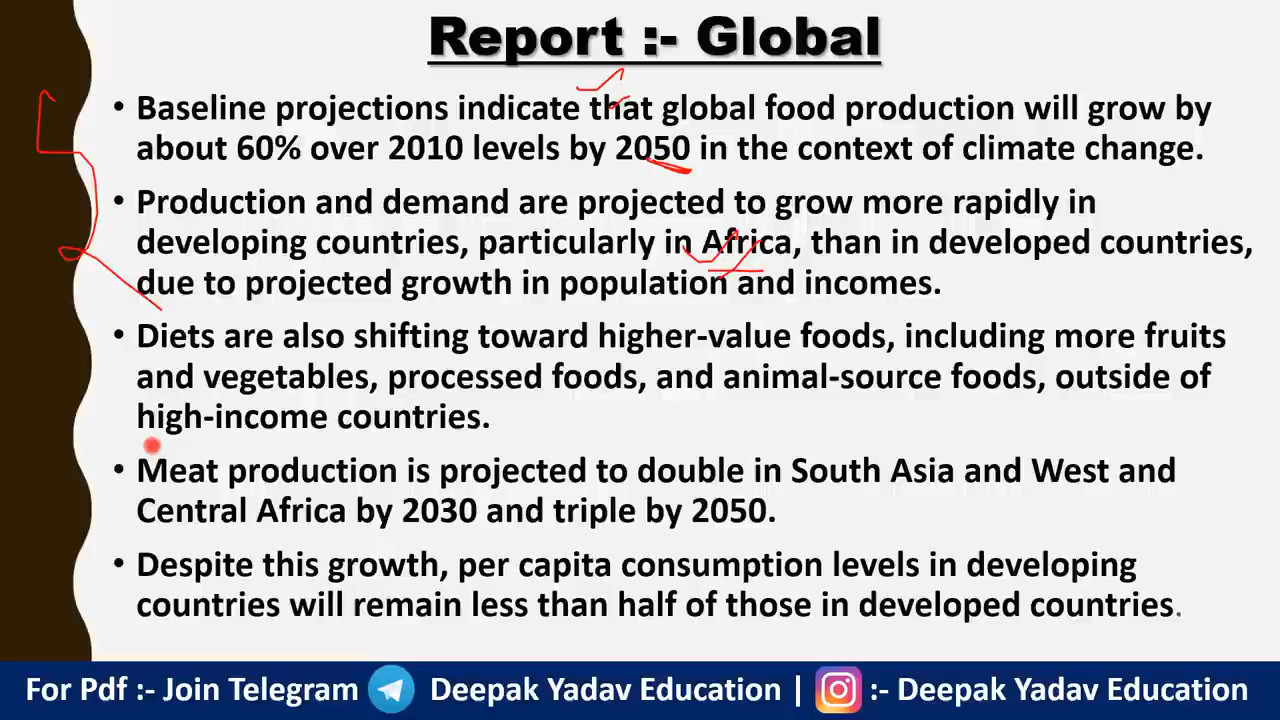 Report :- Global
• Baseline projections indicate that global food production will grow by
about 60% over 2010 levels by 2050 in the context of climate change.
• Production and demand are projected to grow more rapidly in
developing countries, particularly in Africa, than in developed countries,
due to projected growth in population and incomes.
• Diets are also shifting toward higher-value foods, including more fruits
and vegetables, processed foods, and animal-source foods, outside of
high-income countries.
• Meat production is projected to double in South Asia and West and
Central Africa by 2030 and triple by 2050.
• Despite this growth, per capita consumption levels in developing
countries will remain less than half of those in developed countries.
For Pdf :- Join Telegram Deepak Yadav Education | :- Deepak Yadav Education